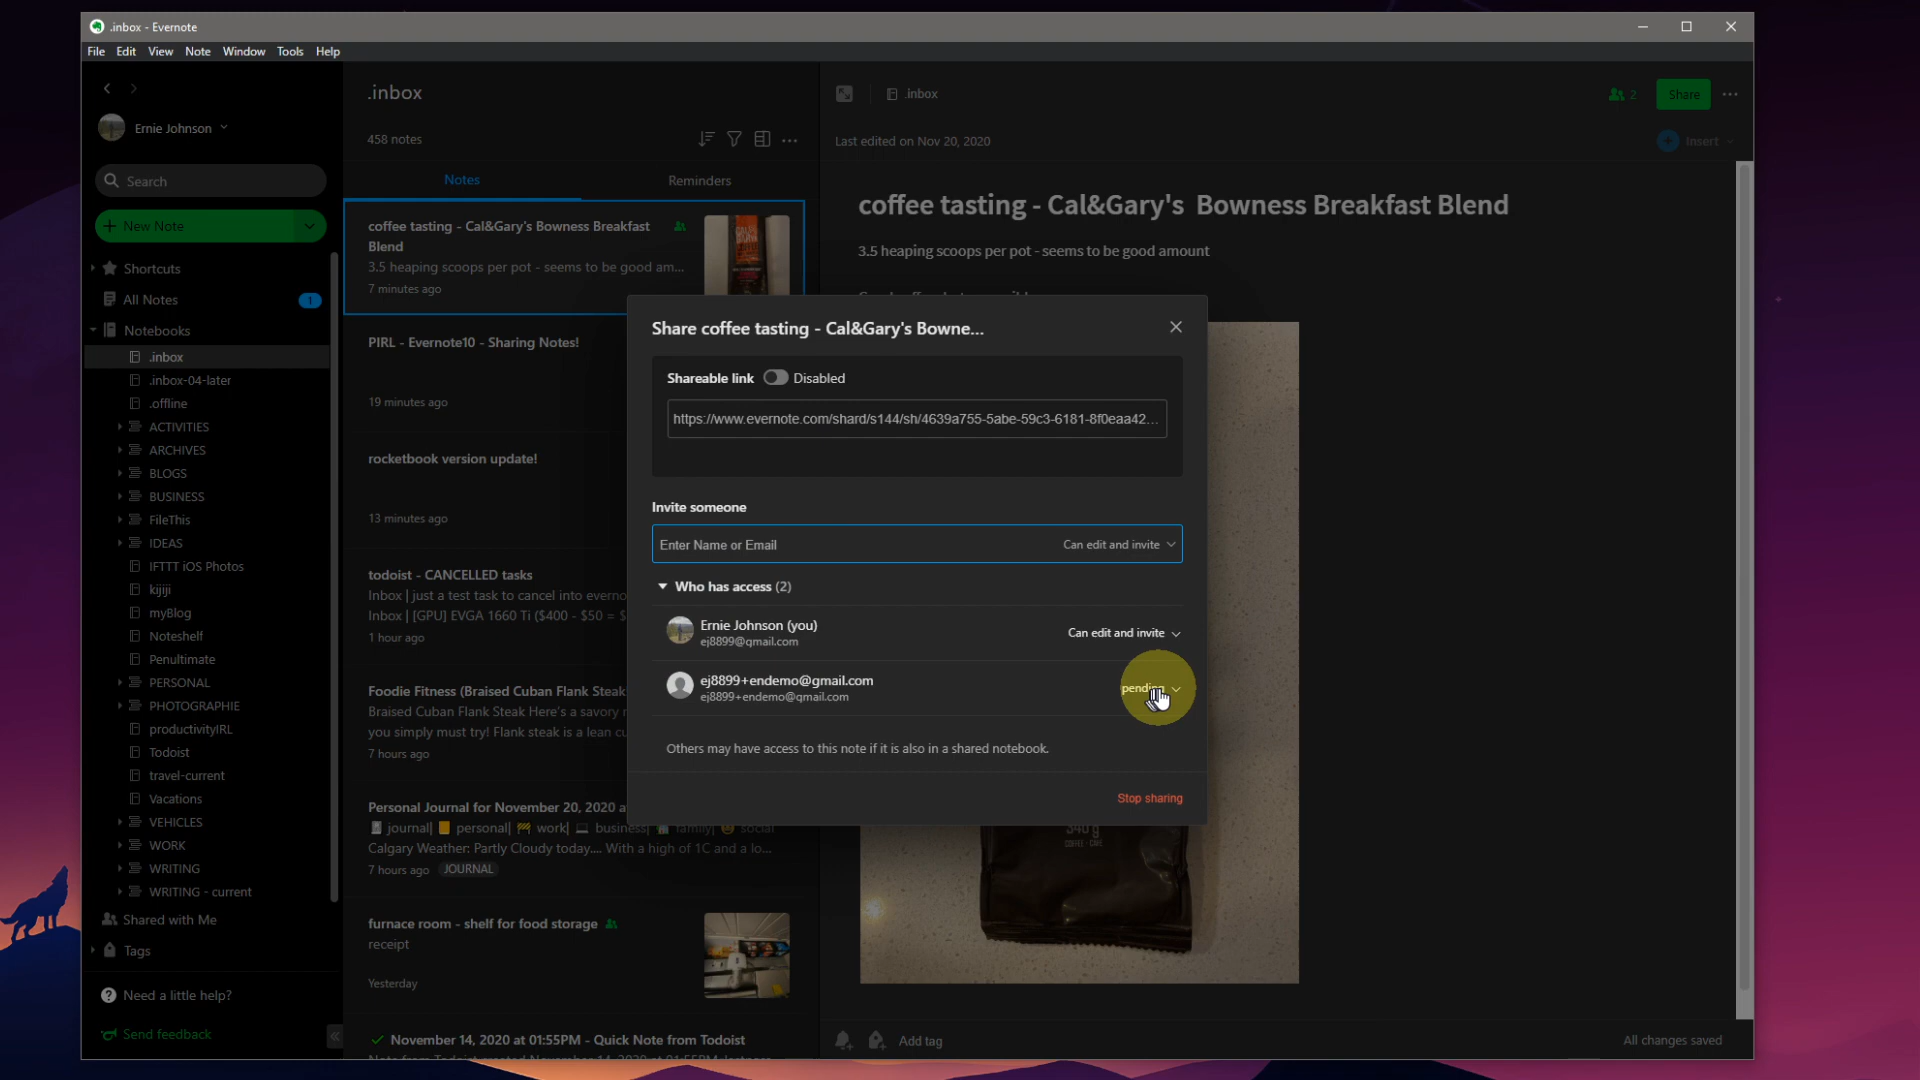 .inbox - Evernote
File Edit View Note Window Tools Help
Ernie Johnson
Search
New Note
Shortcuts
All Notes 1
Notebooks
.inbox
.inbox-04-later
.offline
ACTIVITIES
ARCHIVES
BLOGS
BUSINESS
FileThis
IDEAS
IFTTT iOS Photos
kijiji
myBlog
Noteshelf
Penultimate
PERSONAL
PHOTOGRAPHIE
productivityIRL
Todoist
travel-current
Vacations
VEHICLES
WORK
WRITING
WRITING - current
Shared with Me
Tags
Need a little help?
Send feedback
.inbox
458 notes
Notes Reminders
coffee tasting - Cal&Gary's Bowness Breakfast
Blend
3.5 heaping scoops per pot - seems to be good am...
7 minutes ago
PIRL - Evernote10 - Sharing Notes!
19 minutes ago
rocketbook version update!
13 minutes ago
todoist - CANCELLED tasks
Inbox | just a test task to cancel into everno
Inbox | [GPU] EVGA 1660 Ti ($400 - $50 = $
1 hour ago
Foodie Fitness (Braised Cuban Flank Steak
Braised Cuban Flank Steak Here's a savory
you simply must try! Flank steak is a lean cu
7 hours ago
Personal Journal for November 20, 2020 a
journal| personal| work| business| family| social
Calgary Weather: Partly Cloudy today.... With a high of 1C and a lo...
7 hours ago JOURNAL
furnace room - shelf for food storage
receipt
Yesterday
November 14, 2020 at 01:55PM - Quick Note from Todoist
.inbox
2 Share
Last edited on Nov 20, 2020
Insert
coffee tasting - Cal&Gary's Bowness Breakfast Blend
3.5 heaping scoops per pot - seems to be good amount
Share coffee tasting - Cal&Gary's Bowne...
Shareable link Disabled
https://www.evernote.com/shard/s144/sh/4639a755-5abe-59c3-6181-8f0eaa42...
Invite someone
Enter Name or Email Can edit and invite
Who has access (2)
Ernie Johnson (you)
ej8899@gmail.com
Can edit and invite
ej8899+endemo@gmail.com
ej8899+endemo@gmail.com
pending
Others may have access to this note if it is also in a shared notebook.
Stop sharing
340 g
Add tag
All changes saved